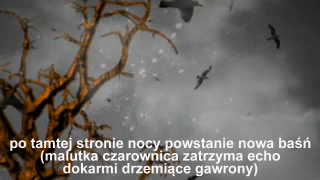 po tamtej stronie nocy powstanie nowa baśń
(malutka czarownica zatrzyma echo
dokarmi drzemiące gawrony)